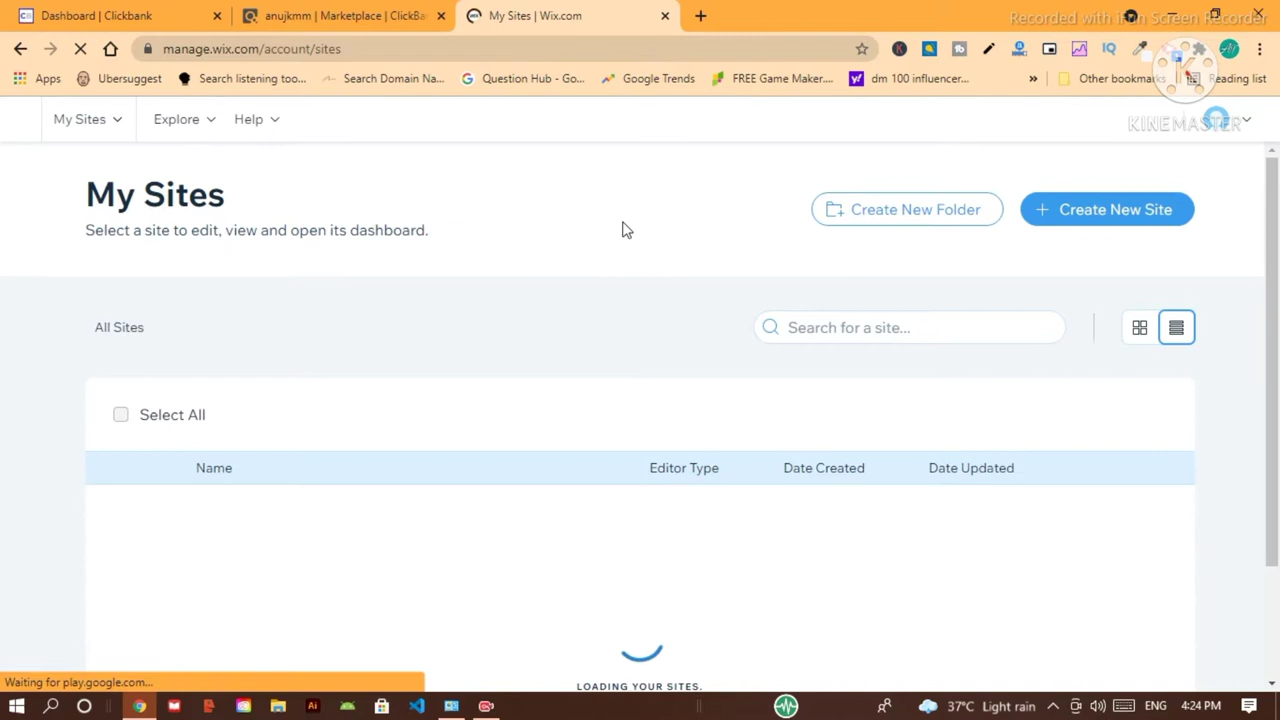 Dashboard | Clickbank
anujkmm | Marketplace | ClickBa
My Sites | Wix.com
Recorded with iFun Screen Recorder
manage.wix.com/account/sites
Apps
Ubersuggest
Search listening too...
Search Domain Na...
Question Hub - Go...
Google Trends
FREE Game Maker....
dm 100 influencer...
Other bookmarks
Reading list
My Sites
Explore
Help
KINEMASTER
My Sites
Create New Folder
+ Create New Site
Select a site to edit, view and open its dashboard.
All Sites
Search for a site...
Select All
Name
Editor Type
Date Created
Date Updated
LOADING YOUR SITES.
Waiting for play.google.com...
37°C Light rain
ENG
4:24 PM